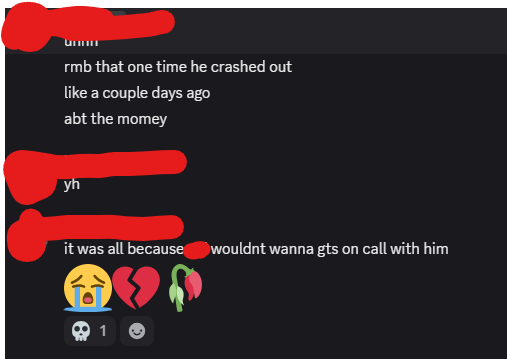 uhhh
rmb that one time he crashed out
like a couple days ago
abt the momey
yh
it was all because wouldnt wanna gts on call with him
1